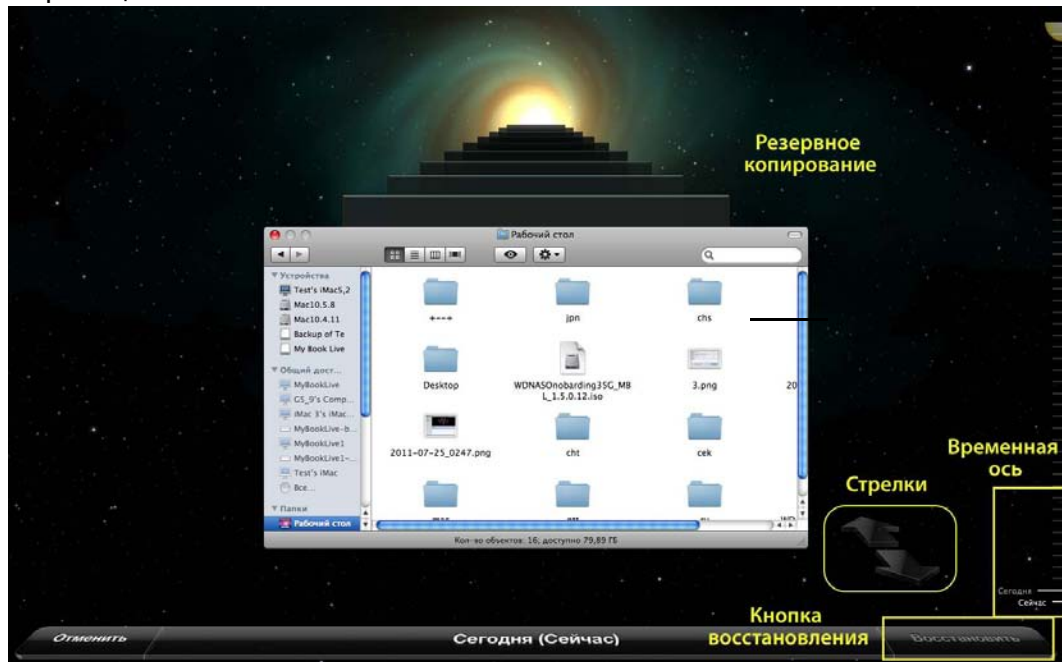 Резервное
копирование
Рабочий стол
Устройства
Test's iMac5,2
Mac10.5.8
Mac10.4.11
Backup of Te
My Book Live
Общий дост...
MyBookLive
GS_9's Comp...
iMac 3's iMac...
MyBookLive-b...
MyBookLive1
MyBookLive1-...
Test's iMac
Все...
Папки
Рабочий стол
jpn
chs
Desktop
WDNASOnobarding3SG_MB
L_1.5.0.12.iso
3.png
20
2011-07-25_0247.png
cht
cek
Кол-во объектов: 16; доступно 79,89 ГБ
Временная
ось
Стрелки
Сегодня
Сейчас
Кнопка
восстановления
Отменить
Сегодня (Сейчас)
Восстановить